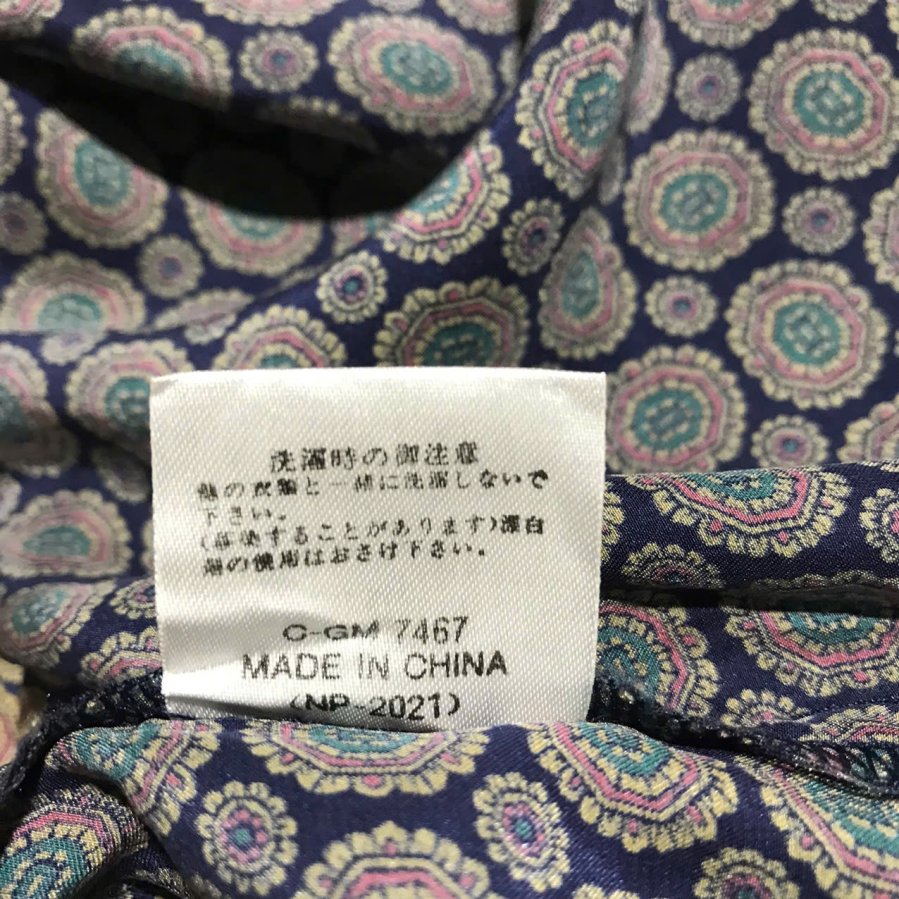 洗濯時の御注意
他の衣類と一緒に洗濯しないで
下さい。
(移染することがあります)漂白
剤の使用はおさけ下さい。
C-GM 7467
MADE IN CHINA
(NP-2021)